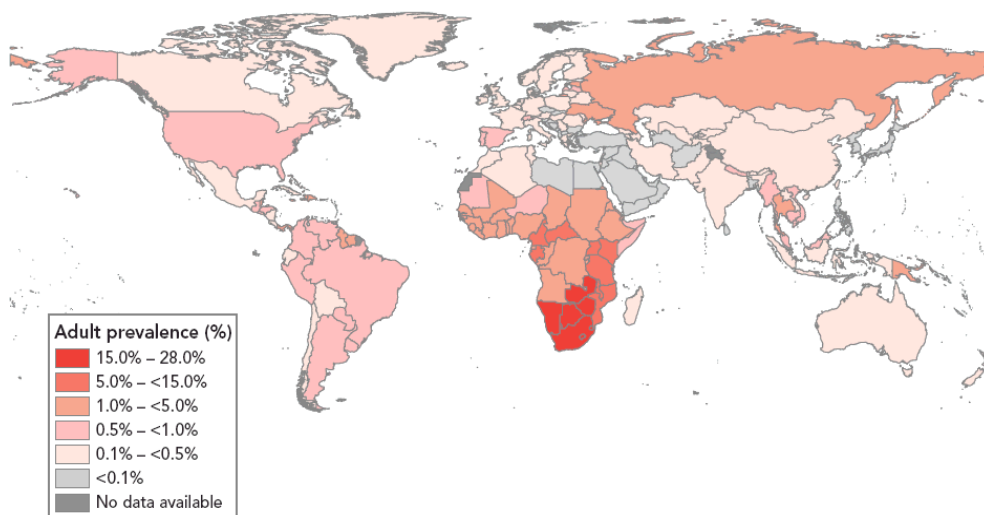 Adult prevalence (%)
15.0% – 28.0%
5.0% – <15.0%
1.0% – <5.0%
0.5% – <1.0%
0.1% – <0.5%
<0.1%
No data available